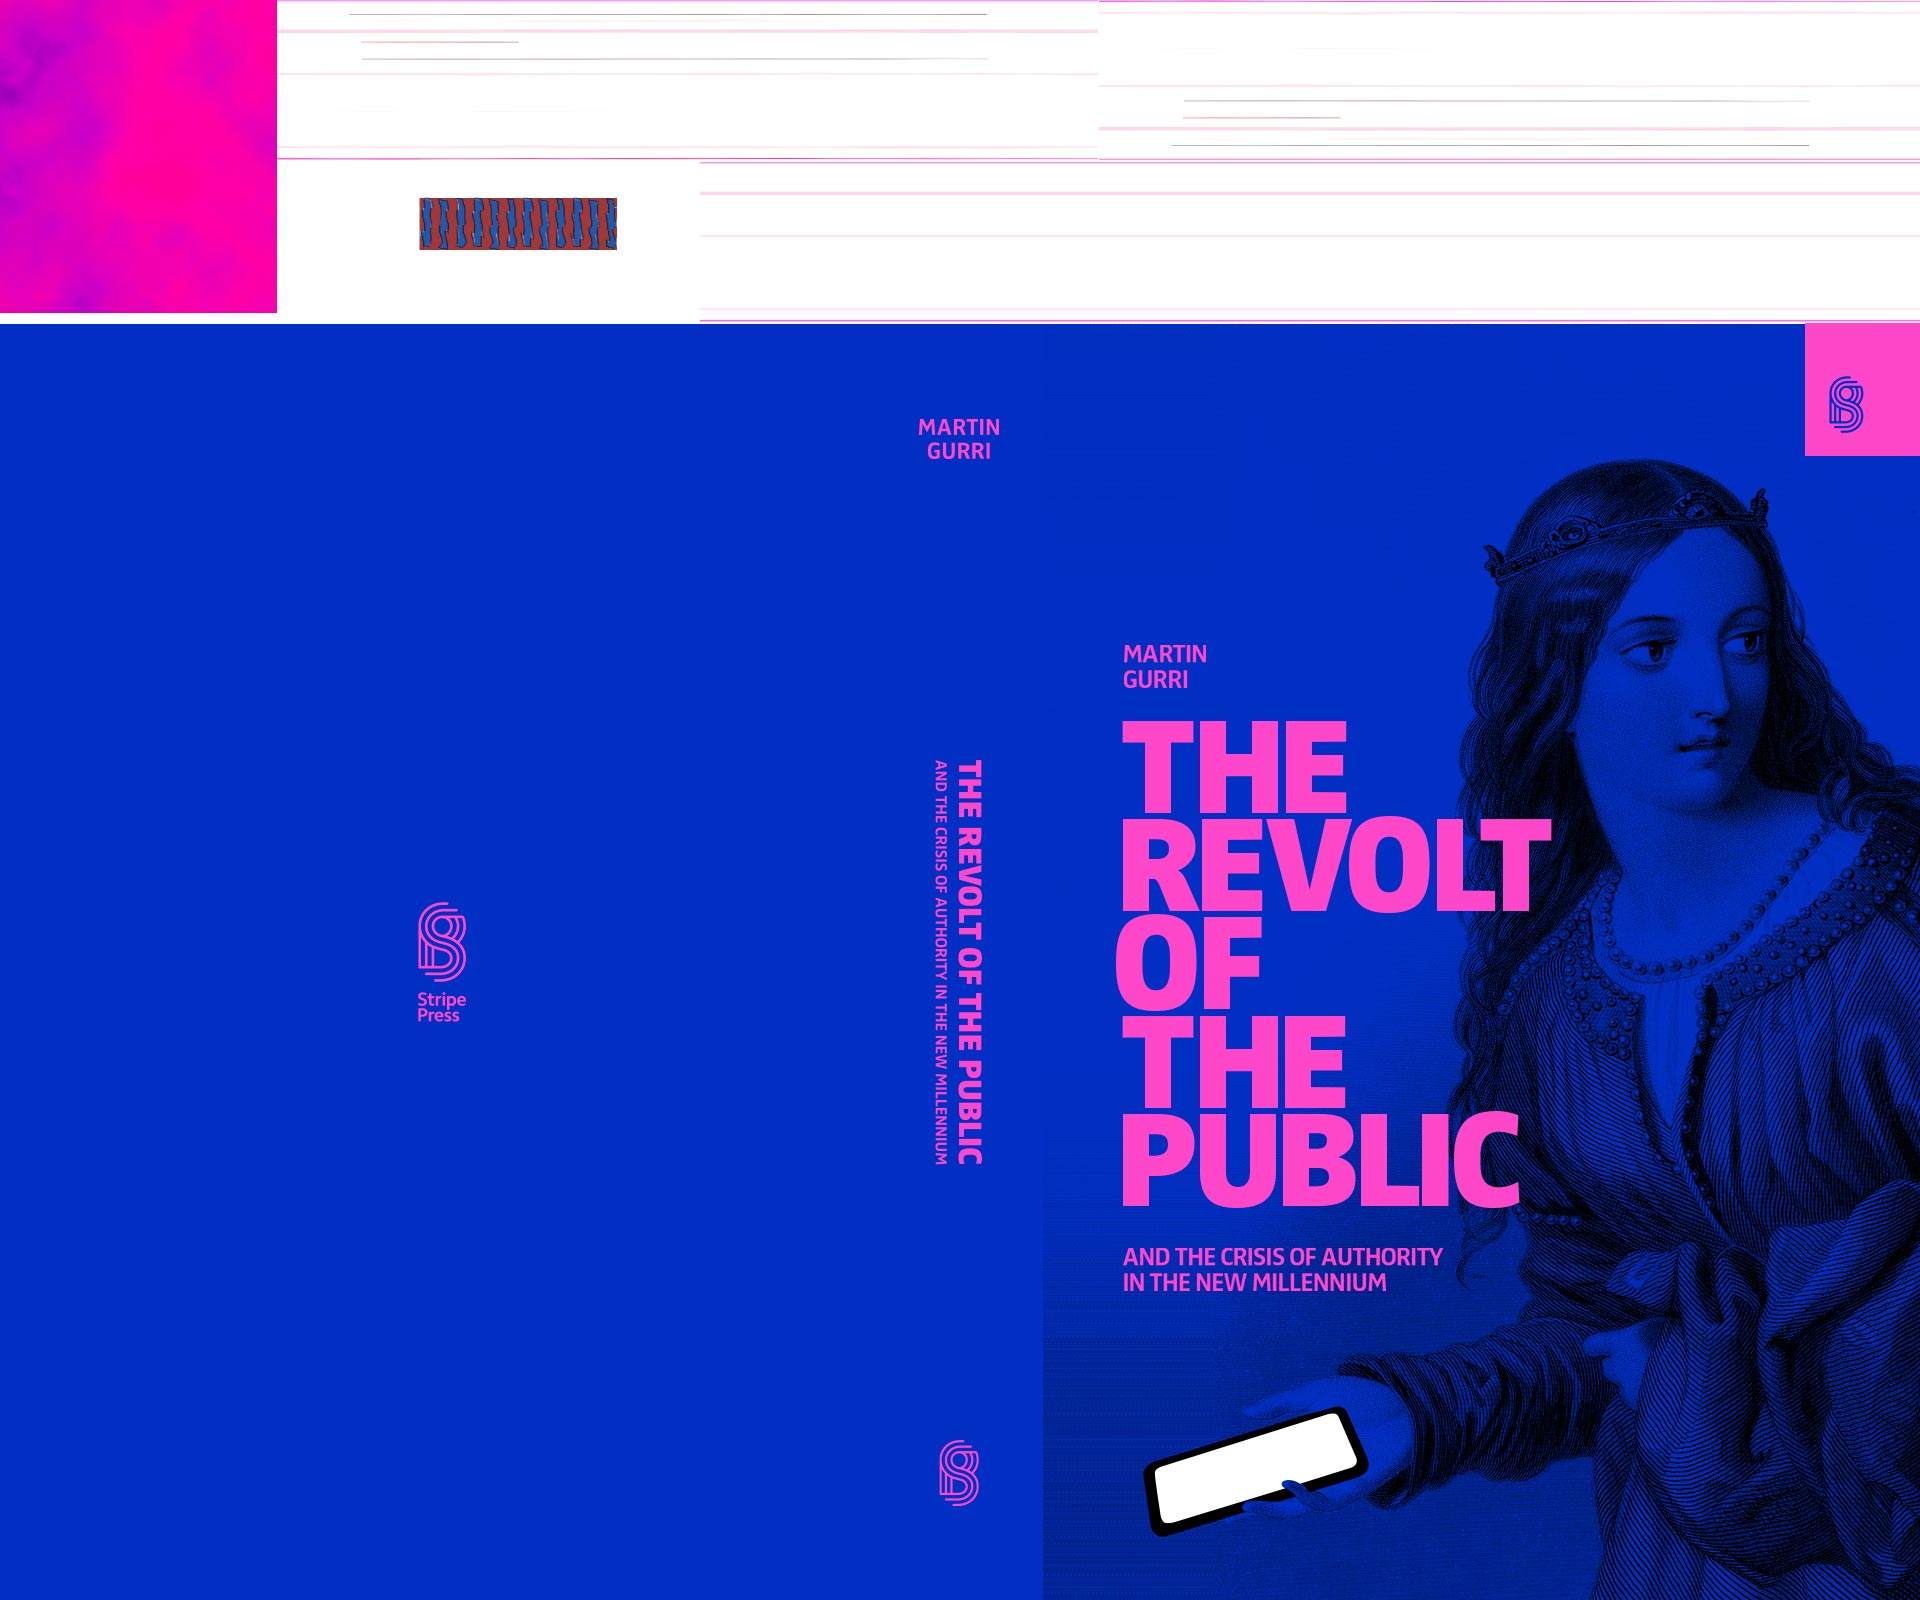 MARTIN
GURRI
THE REVOLT OF THE PUBLIC
AND THE CRISIS OF AUTHORITY IN THE NEW MILLENNIUM
Stripe
Press
MARTIN
GURRI
THE
REVOLT
OF
THE
PUBLIC
AND THE CRISIS OF AUTHORITY
IN THE NEW MILLENNIUM